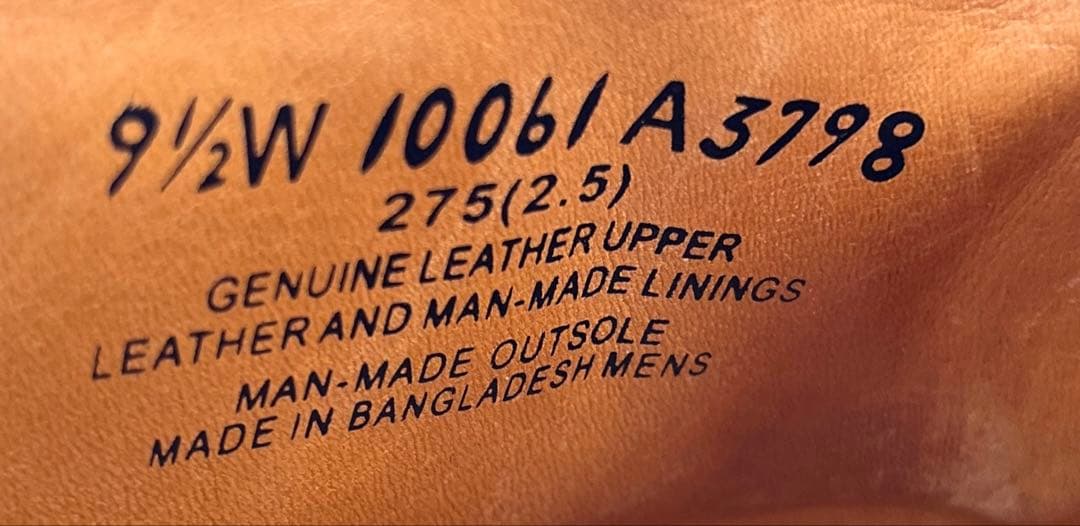 9½W 10061 A3798
275(2.5)
GENUINE LEATHER UPPER
LEATHER AND MAN-MADE LININGS
MAN-MADE OUTSOLE
MADE IN BANGLADESH MENS